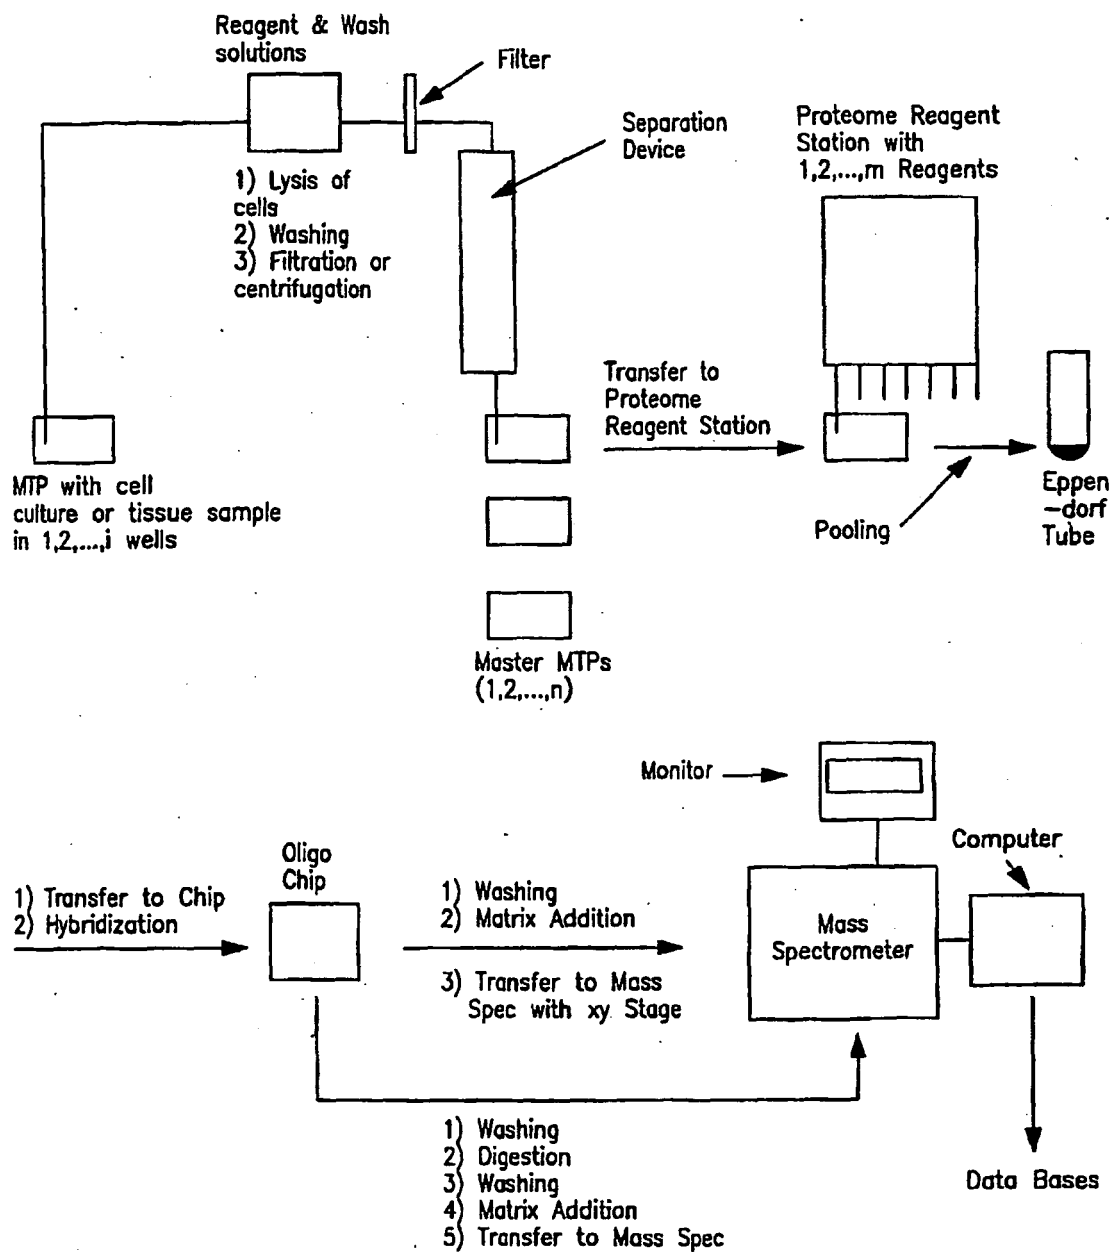 Reagent & Wash
solutions
Filter
Separation
Device
Proteome Reagent
Station with
1,2,...,m Reagents
1) Lysis of
cells
2) Washing
3) Filtration or
centrifugation
Transfer to
Proteome
Reagent Station
MTP with cell
culture or tissue sample
in 1,2,...,i wells
Pooling
Eppen
-dorf
Tube
Master MTPs
(1,2,...,n)
Monitor
Computer
Oligo
Chip
1) Transfer to Chip
2) Hybridization
1) Washing
2) Matrix Addition
3) Transfer to Mass
Spec with xy Stage
Mass
Spectrometer
1) Washing
2) Digestion
3) Washing
4) Matrix Addition
5) Transfer to Mass Spec
Data Bases